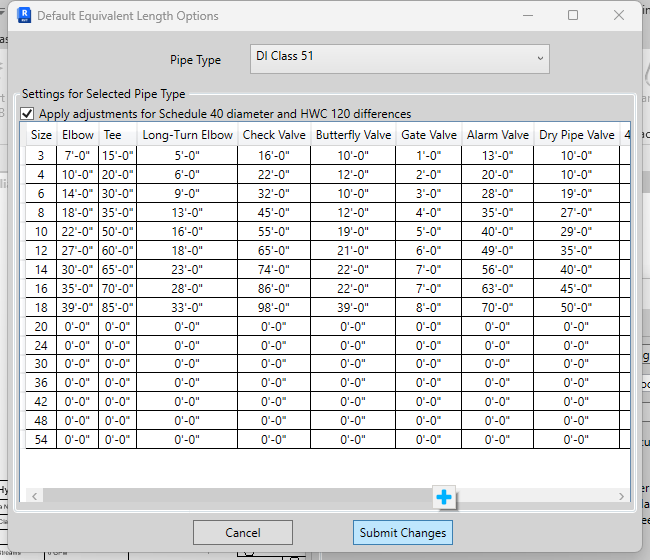 Default Equivalent Length Options
Pipe Type DI Class 51
Settings for Selected Pipe Type
Apply adjustments for Schedule 40 diameter and HWC 120 differences
Size Elbow Tee Long-Turn Elbow Check Valve Butterfly Valve Gate Valve Alarm Valve Dry Pipe Valve 4
3 7'-0" 15'-0" 5'-0" 16'-0" 10'-0" 1'-0" 13'-0" 10'-0"
4 10'-0" 20'-0" 6'-0" 22'-0" 12'-0" 2'-0" 20'-0" 10'-0"
6 14'-0" 30'-0" 9'-0" 32'-0" 10'-0" 3'-0" 28'-0" 19'-0"
8 18'-0" 35'-0" 13'-0" 45'-0" 12'-0" 4'-0" 35'-0" 27'-0"
10 22'-0" 50'-0" 16'-0" 55'-0" 19'-0" 5'-0" 40'-0" 29'-0"
12 27'-0" 60'-0" 18'-0" 65'-0" 21'-0" 6'-0" 49'-0" 35'-0"
14 30'-0" 65'-0" 23'-0" 74'-0" 22'-0" 7'-0" 56'-0" 40'-0"
16 35'-0" 70'-0" 28'-0" 86'-0" 22'-0" 7'-0" 63'-0" 45'-0"
18 39'-0" 85'-0" 33'-0" 98'-0" 39'-0" 8'-0" 70'-0" 50'-0"
20 0'-0" 0'-0" 0'-0" 0'-0" 0'-0" 0'-0" 0'-0" 0'-0"
24 0'-0" 0'-0" 0'-0" 0'-0" 0'-0" 0'-0" 0'-0" 0'-0"
30 0'-0" 0'-0" 0'-0" 0'-0" 0'-0" 0'-0" 0'-0" 0'-0"
36 0'-0" 0'-0" 0'-0" 0'-0" 0'-0" 0'-0" 0'-0" 0'-0"
42 0'-0" 0'-0" 0'-0" 0'-0" 0'-0" 0'-0" 0'-0" 0'-0"
48 0'-0" 0'-0" 0'-0" 0'-0" 0'-0" 0'-0" 0'-0" 0'-0"
54 0'-0" 0'-0" 0'-0" 0'-0" 0'-0" 0'-0" 0'-0" 0'-0"
Cancel Submit Changes